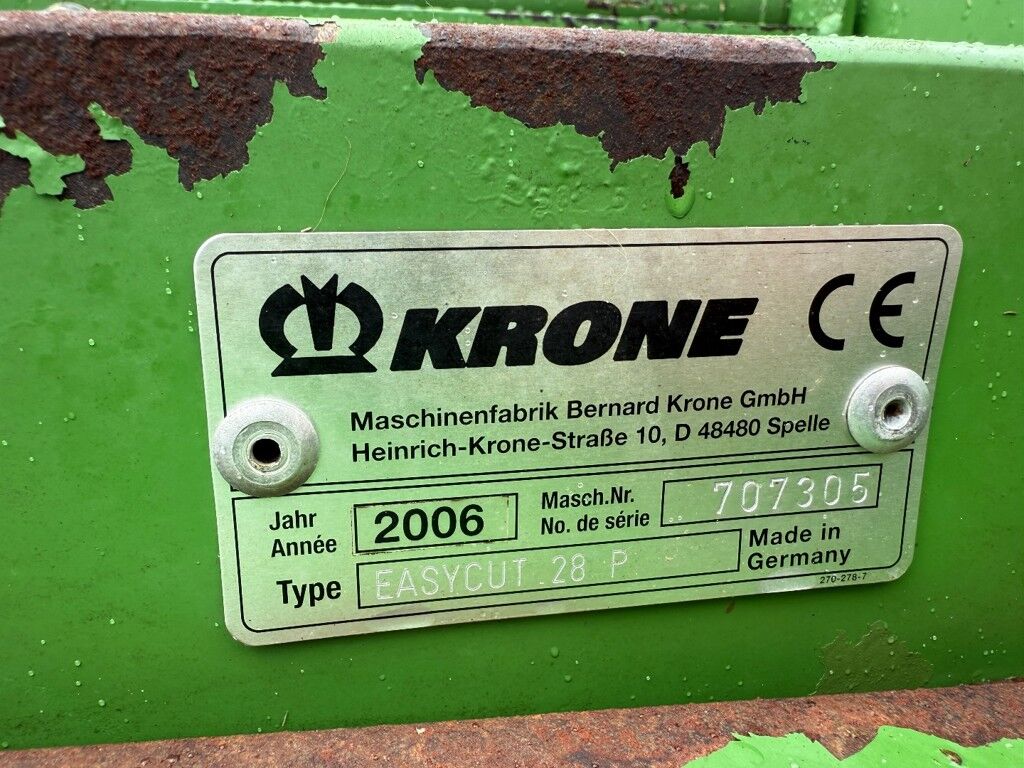 KRONE CE
Maschinenfabrik Bernard Krone GmbH
Heinrich-Krone-Straße 10, D 48480 Spelle
Jahr
Année
2006
Masch.Nr.
No. de série
707305
Type
EASYCUT 28 P
Made in
Germany
270-278-7